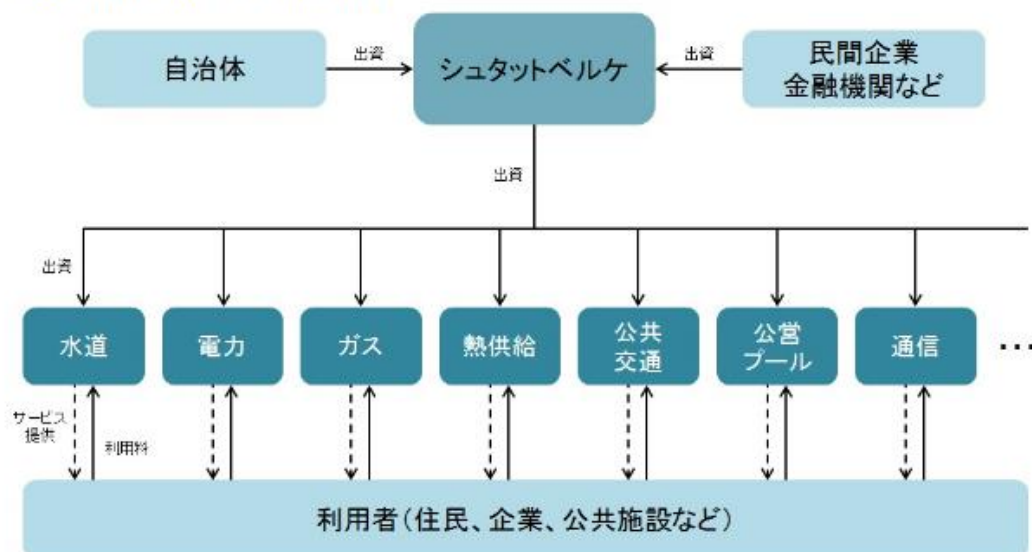 自治体
出資
シュタットベルケ
出資
民間企業
金融機関など
出資
出資
水道
電力
ガス
熱供給
公共
交通
公営
プール
通信
・・・
サービス
提供
利用料
利用者(住民、企業、公共施設など)